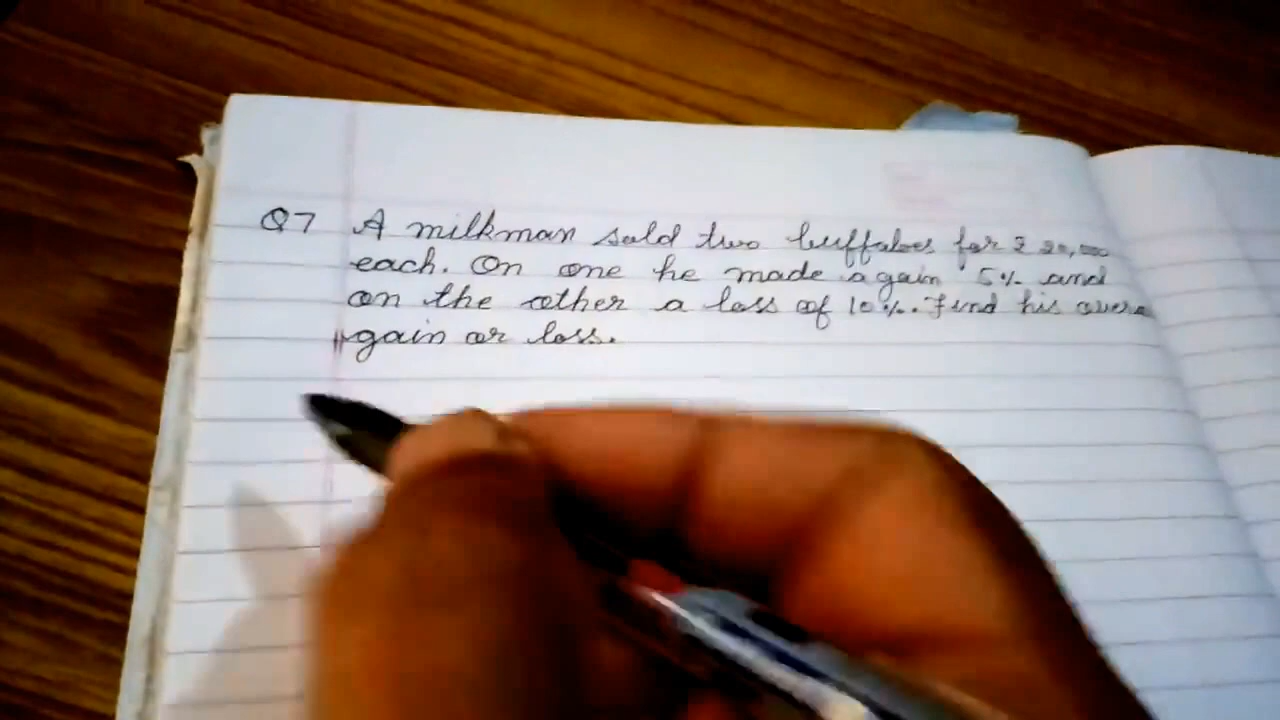 Q7 A milkman sold two buffaloes for ₹ 20,000
each. On one he made a gain 5% and
on the other a loss of 10%. Find his overa
gain or loss.